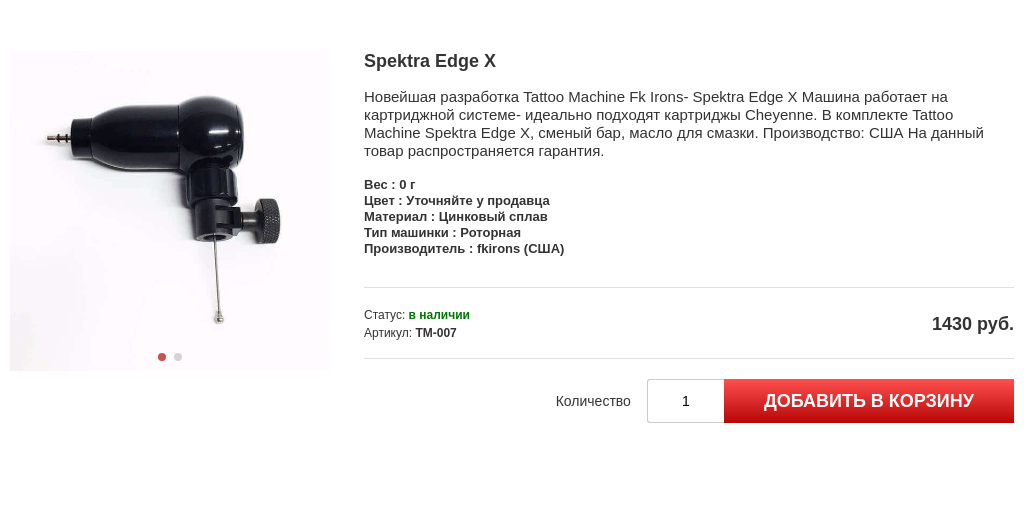 Spektra Edge X
Новейшая разработка Tattoo Machine Fk Irons- Spektra Edge X Машина работает на
картриджной системе- идеально подходят картриджы Cheyenne. В комплекте Tattoo
Machine Spektra Edge X, сменый бар, масло для смазки. Производство: США На данный
товар распространяется гарантия.
Вес : 0 г
Цвет : Уточняйте у продавца
Материал : Цинковый сплав
Тип машинки : Роторная
Производитель : fkirons (США)
Статус: в наличии
Артикул: TM-007
1430 руб.
Количество 1 ДОБАВИТЬ В КОРЗИНУ